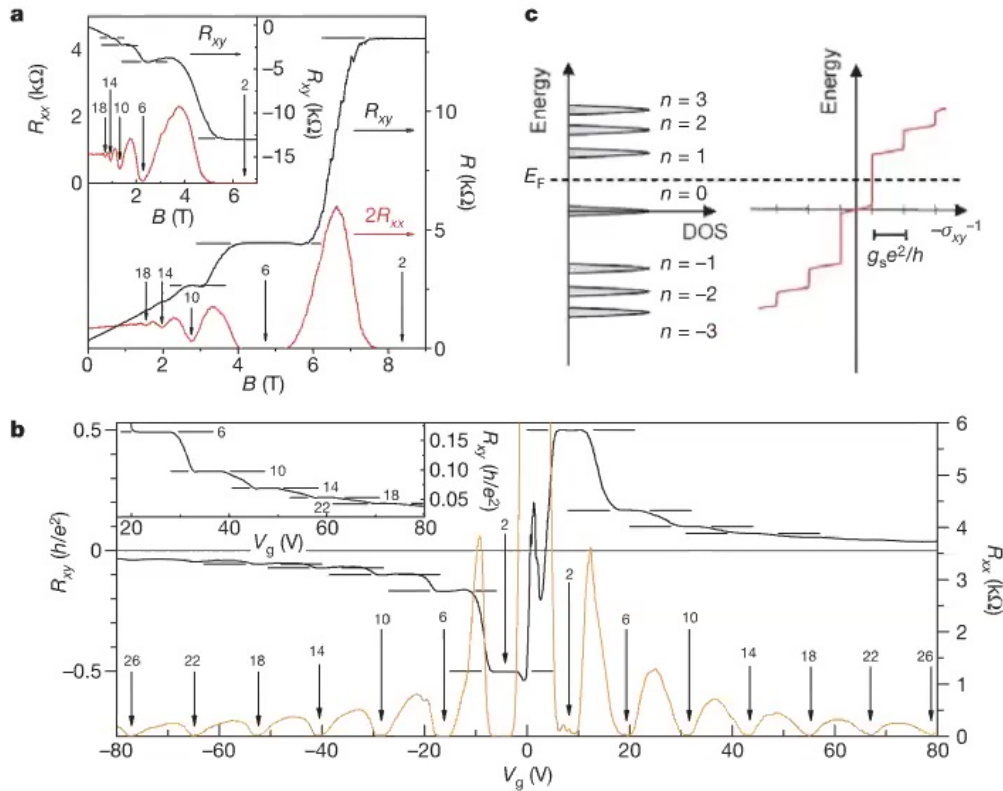 a
R_xy
R_xx (kΩ)
4
2
0
18
14
10
6
2
0
−5
−10
−15
R_xy (kΩ)
0
2
4
6
B (T)
R_xy
2R_xx
18
14
10
6
2
10
5
0
R (kΩ)
0
2
4
6
8
B (T)
c
Energy
n = 3
n = 2
n = 1
E_F
n = 0
DOS
n = −1
n = −2
n = −3
Energy
−σ_xy⁻¹
g_s e²/h
b
R_xy (h/e²)
0.5
0
−0.5
6
10
14
22
18
0.15
0.10
0.05
R_xy (h/e²)
20
40
60
80
V_g (V)
26
22
18
14
10
6
2
2
6
10
14
18
22
26
6
5
4
3
2
1
0
R_xx (kΩ)
−80
−60
−40
−20
0
20
40
60
80
V_g (V)